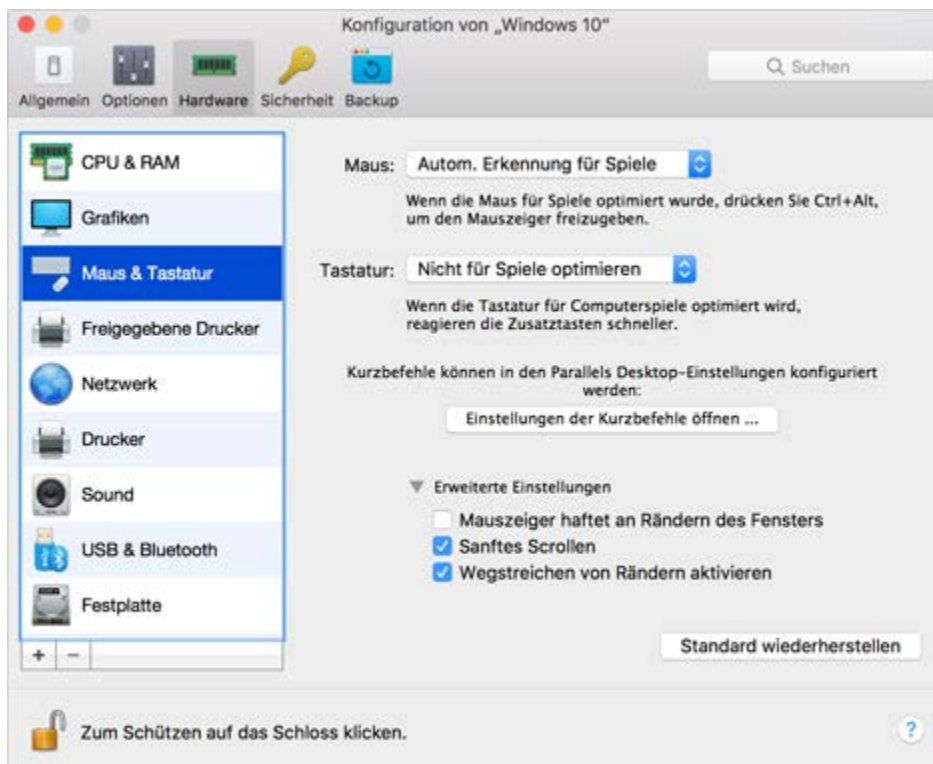 Konfiguration von „Windows 10“
Suchen
Allgemein Optionen Hardware Sicherheit Backup
CPU & RAM
Grafiken
Maus & Tastatur
Freigegebene Drucker
Netzwerk
Drucker
Sound
USB & Bluetooth
Festplatte
+ −
Maus: Autom. Erkennung für Spiele
Wenn die Maus für Spiele optimiert wurde, drücken Sie Ctrl+Alt,
um den Mauszeiger freizugeben.
Tastatur: Nicht für Spiele optimieren
Wenn die Tastatur für Computerspiele optimiert wird,
reagieren die Zusatztasten schneller.
Kurzbefehle können in den Parallels Desktop-Einstellungen konfiguriert
werden:
Einstellungen der Kurzbefehle öffnen ...
Erweiterte Einstellungen
Mauszeiger haftet an Rändern des Fensters
Sanftes Scrollen
Wegstreichen von Rändern aktivieren
Standard wiederherstellen
Zum Schützen auf das Schloss klicken.
?